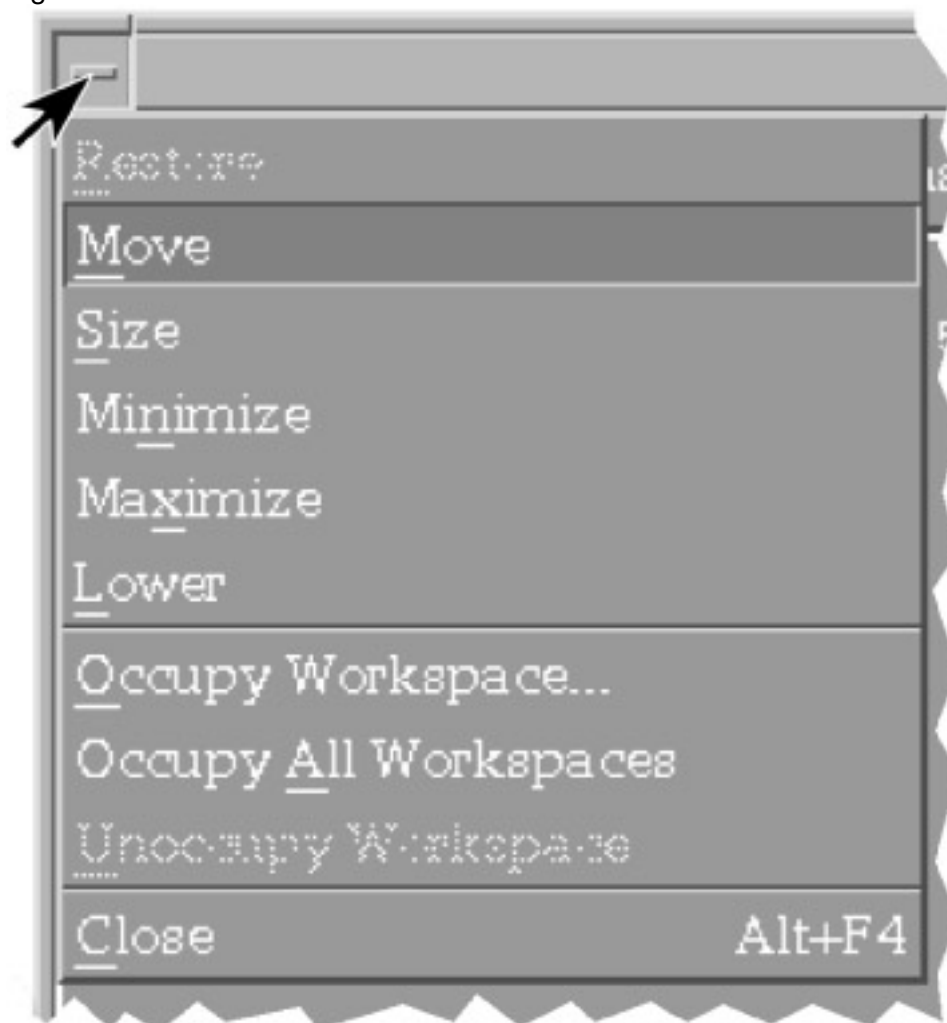 Restore
Move
Size
Minimize
Maximize
Lower
Occupy Workspace...
Occupy All Workspaces
Unoccupy Workspace
Close Alt+F4